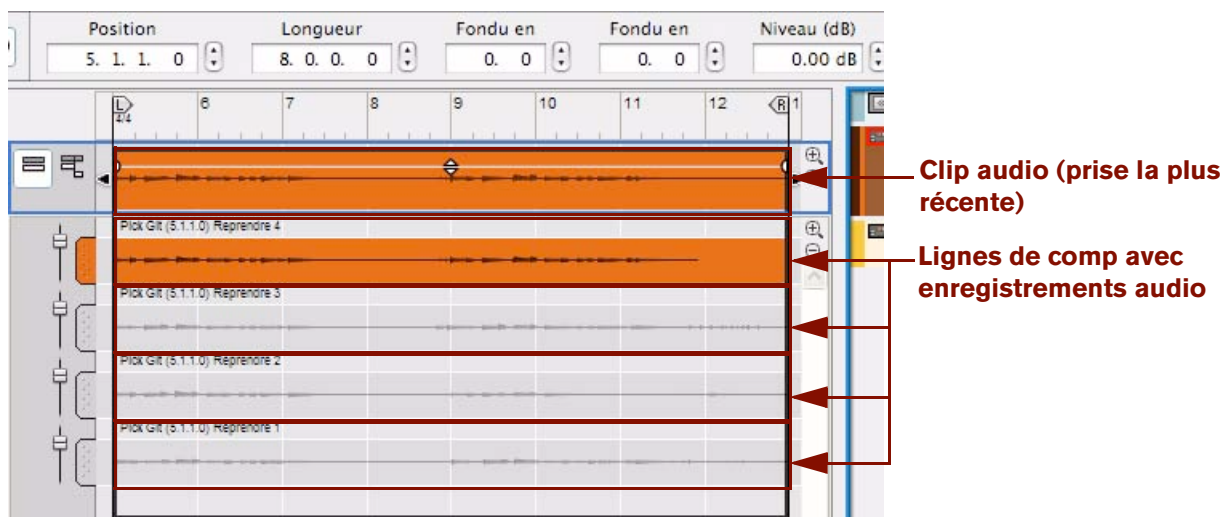 Position Longueur Fondu en Fondu en Niveau (dB)
5. 1. 1. 0 8. 0. 0. 0 0. 0 0. 0 0.00 dB
L 6 7 8 9 10 11 12 R 1
4/4
Clip audio (prise la plus
récente)
Pick Git (5.1.1.0) Reprendre 4
Lignes de comp avec
enregistrements audio
Pick Git (5.1.1.0) Reprendre 3
Pick Git (5.1.1.0) Reprendre 2
Pick Git (5.1.1.0) Reprendre 1